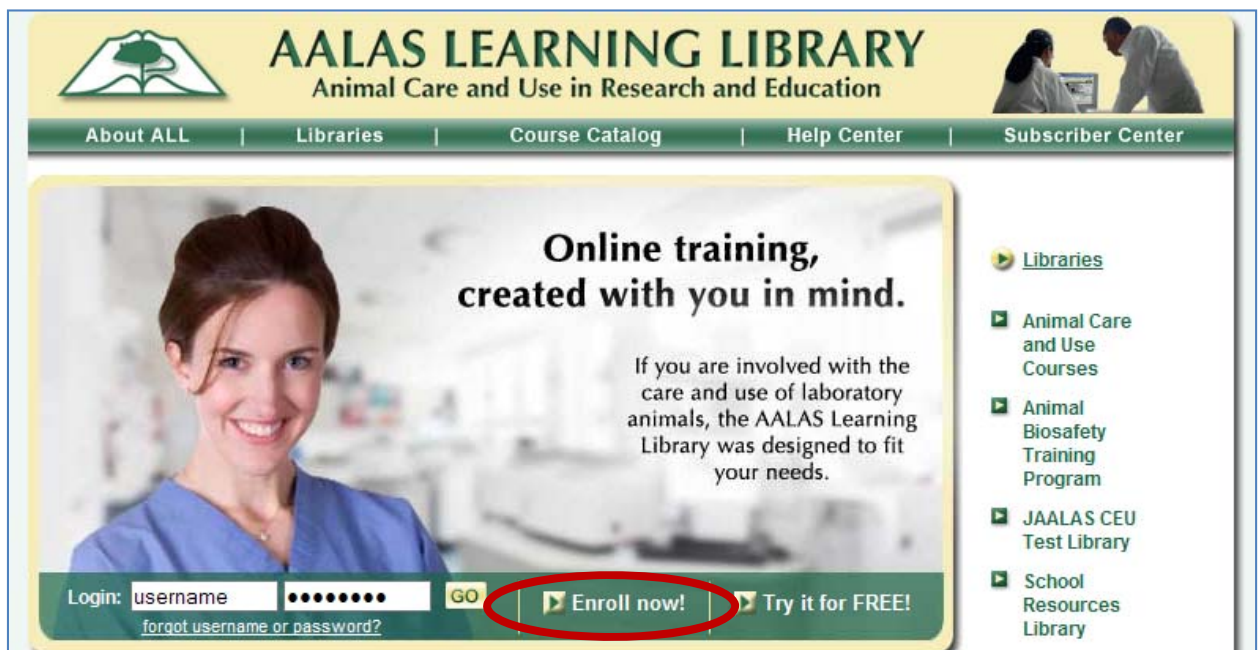 AALAS LEARNING LIBRARY
Animal Care and Use in Research and Education
About ALL | Libraries | Course Catalog | Help Center | Subscriber Center
Online training,
created with you in mind.
If you are involved with the
care and use of laboratory
animals, the AALAS Learning
Library was designed to fit
your needs.
Login: username •••••••• GO Enroll now! Try it for FREE!
forgot username or password?
Libraries
Animal Care
and Use
Courses
Animal
Biosafety
Training
Program
JAALAS CEU
Test Library
School
Resources
Library